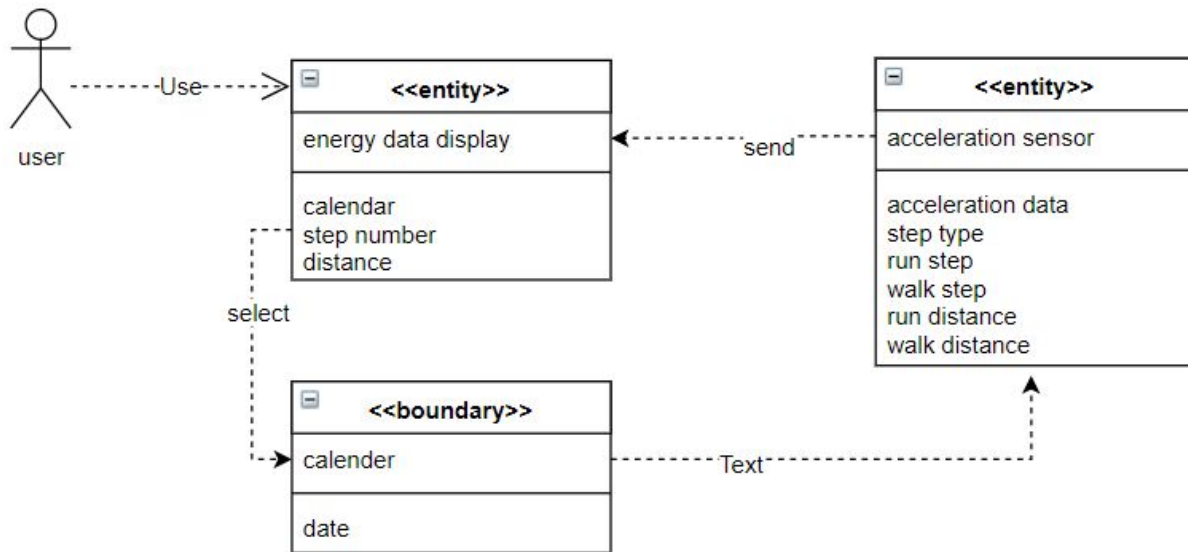 user
Use
<<entity>>
energy data display
calendar
step number
distance
send
<<entity>>
acceleration sensor
acceleration data
step type
run step
walk step
run distance
walk distance
select
<<boundary>>
calender
date
Text